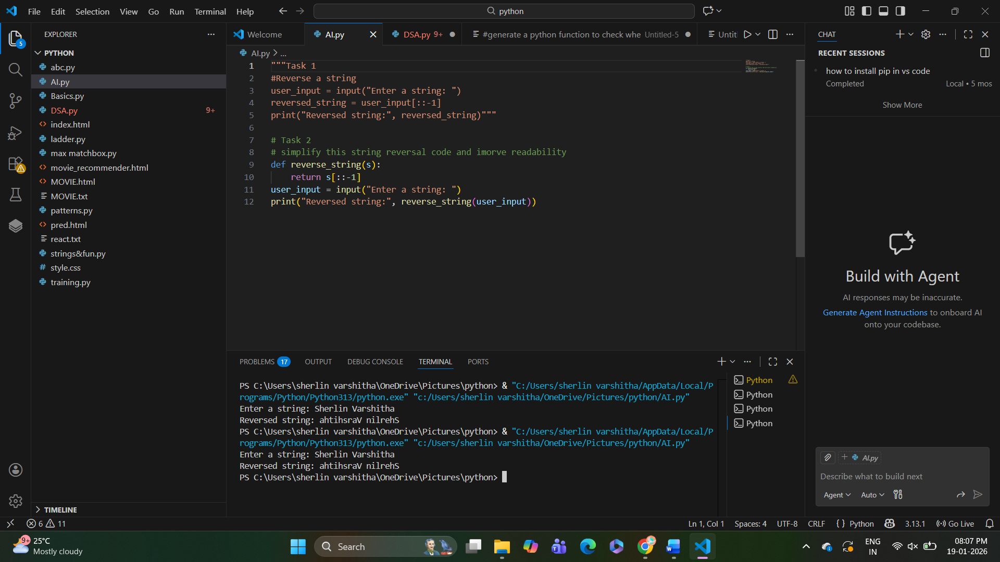 File Edit Selection View Go Run Terminal Help
python
EXPLORER
PYTHON
abc.py
AI.py
Basics.py
DSA.py 9+
index.html
ladder.py
max matchbox.py
movie_recommender.html
MOVIE.html
MOVIE.txt
patterns.py
pred.html
react.txt
strings&fun.py
style.css
training.py
TIMELINE
5
Welcome AI.py DSA.py 9+ #generate a python function to check whe Untitled-5 Untit
AI.py > ...
1 """Task 1
2 #Reverse a string
3 user_input = input("Enter a string: ")
4 reversed_string = user_input[::-1]
5 print("Reversed string:", reversed_string)"""
6
7 # Task 2
8 # simplify this string reversal code and imorve readability
9 def reverse_string(s):
10 return s[::-1]
11 user_input = input("Enter a string: ")
12 print("Reversed string:", reverse_string(user_input))
PROBLEMS 17 OUTPUT DEBUG CONSOLE TERMINAL PORTS
PS C:\Users\sherlin varshitha\OneDrive\Pictures\python> & "C:/Users/sherlin varshitha/AppData/Local/P
rograms/Python/Python313/python.exe" "c:/Users/sherlin varshitha/OneDrive/Pictures/python/AI.py"
Enter a string: Sherlin Varshitha
Reversed string: ahtihsraV nilrehS
PS C:\Users\sherlin varshitha\OneDrive\Pictures\python> & "C:/Users/sherlin varshitha/AppData/Local/P
rograms/Python/Python313/python.exe" "c:/Users/sherlin varshitha/OneDrive/Pictures/python/AI.py"
Enter a string: Sherlin Varshitha
Reversed string: ahtihsraV nilrehS
PS C:\Users\sherlin varshitha\OneDrive\Pictures\python>
Python
Python
Python
Python
CHAT
RECENT SESSIONS
how to install pip in vs code
Completed Local • 5 mos
Show More
Build with Agent
AI responses may be inaccurate.
Generate Agent Instructions to onboard AI
onto your codebase.
AI.py
Describe what to build next
Agent Auto
6 11 Ln 1, Col 1 Spaces: 4 UTF-8 CRLF { } Python 3.13.1 Go Live
9+ 25°C
Mostly cloudy
Search
ENG
IN
08:07 PM
19-01-2026